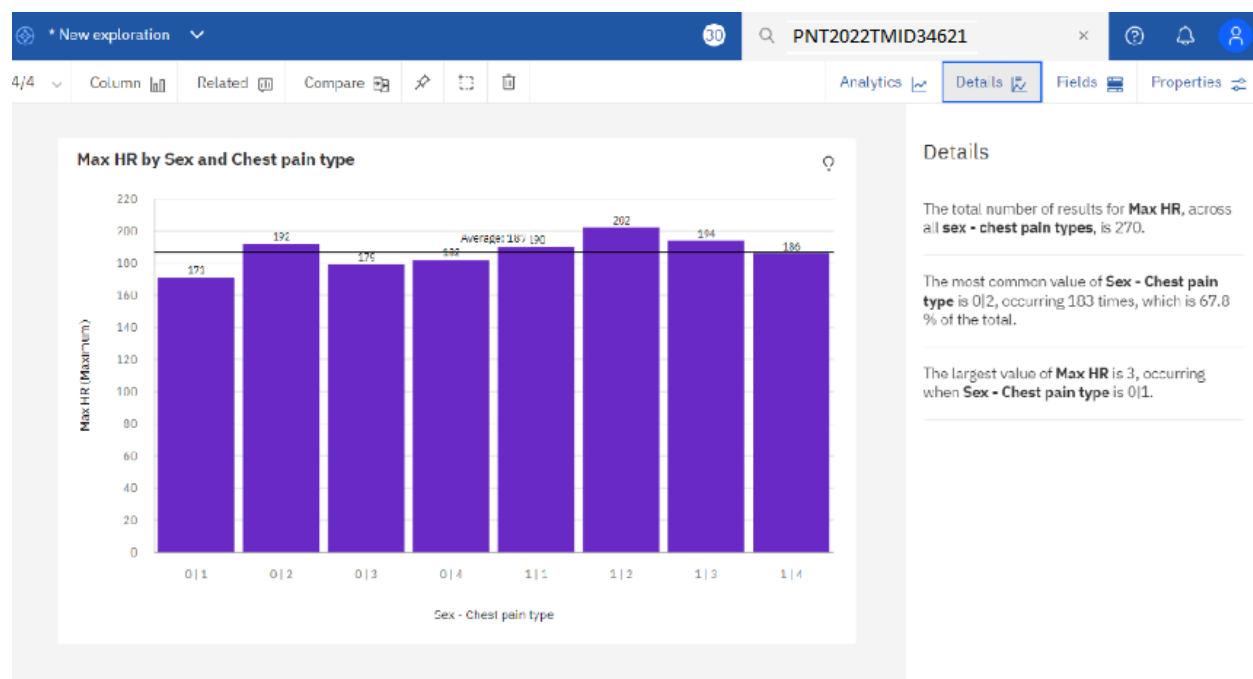 * New exploration
30
PNT2022TMID34621
×
4/4
Column
Related
Compare
Analytics
Details
Fields
Properties
Max HR by Sex and Chest pain type
220
200
180
160
140
120
100
80
60
40
20
0
Max HR (Maximum)
192
Average: 187
190
202
194
186
0|1
0|2
0|3
0|4
1|1
1|2
1|3
1|4
Sex - Chest pain type
Details
The total number of results for Max HR, across
all sex - chest pain types, is 270.
The most common value of Sex - Chest pain
type is 0|2, occurring 183 times, which is 67.8
% of the total.
The largest value of Max HR is 3, occurring
when Sex - Chest pain type is 0|1.